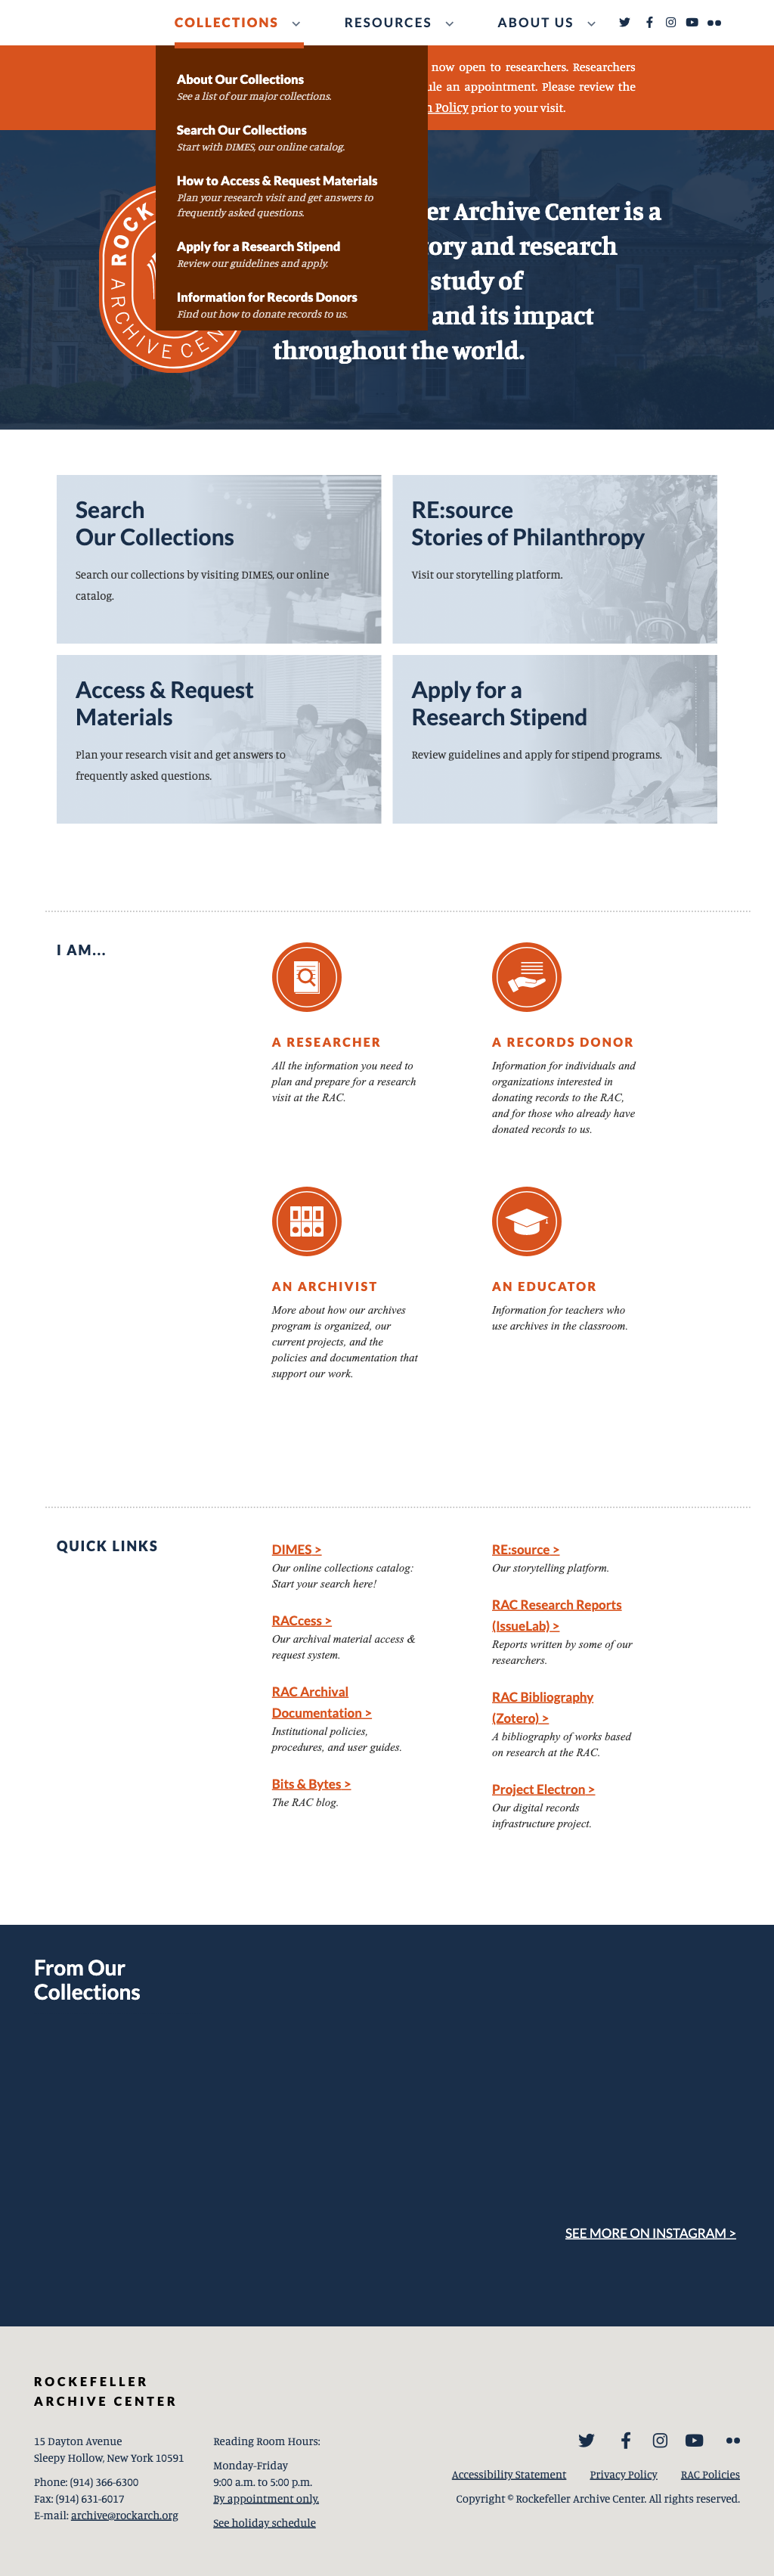 COLLECTIONS
RESOURCES
ABOUT US
About Our Collections
See a list of our major collections.
Search Our Collections
Start with DIMES, our online catalog.
How to Access & Request Materials
Plan your research visit and get answers to
frequently asked questions.
Apply for a Research Stipend
Review our guidelines and apply.
Information for Records Donors
Find out how to donate records to us.
now open to researchers. Researchers
an appointment. Please review the
Policy prior to your visit.
ROCK
ARCHIVE CEN
Archive Center is a
and research
study of
and its impact
throughout the world.
Search
Our Collections
Search our collections by visiting DIMES, our online
catalog.
RE:source
Stories of Philanthropy
Visit our storytelling platform.
Access & Request
Materials
Plan your research visit and get answers to
frequently asked questions.
Apply for a
Research Stipend
Review guidelines and apply for stipend programs.
I AM...
A RESEARCHER
All the information you need to
plan and prepare for a research
visit at the RAC.
A RECORDS DONOR
Information for individuals and
organizations interested in
donating records to the RAC,
and for those who already have
donated records to us.
AN ARCHIVIST
More about how our archives
program is organized, our
current projects, and the
policies and documentation that
support our work.
AN EDUCATOR
Information for teachers who
use archives in the classroom.
QUICK LINKS
DIMES >
Our online collections catalog:
Start your search here!
RACcess >
Our archival material access &
request system.
RAC Archival
Documentation >
Institutional policies,
procedures, and user guides.
Bits & Bytes >
The RAC blog.
RE:source >
Our storytelling platform.
RAC Research Reports
(IssueLab) >
Reports written by some of our
researchers.
RAC Bibliography
(Zotero) >
A bibliography of works based
on research at the RAC.
Project Electron >
Our digital records
infrastructure project.
From Our
Collections
SEE MORE ON INSTAGRAM >
ROCKEFELLER
ARCHIVE CENTER
15 Dayton Avenue
Sleepy Hollow, New York 10591
Phone: (914) 366-6300
Fax: (914) 631-6017
E-mail: archive@rockarch.org
Reading Room Hours:
Monday-Friday
9:00 a.m. to 5:00 p.m.
By appointment only.
See holiday schedule
Accessibility Statement
Privacy Policy
RAC Policies
Copyright © Rockefeller Archive Center. All rights reserved.